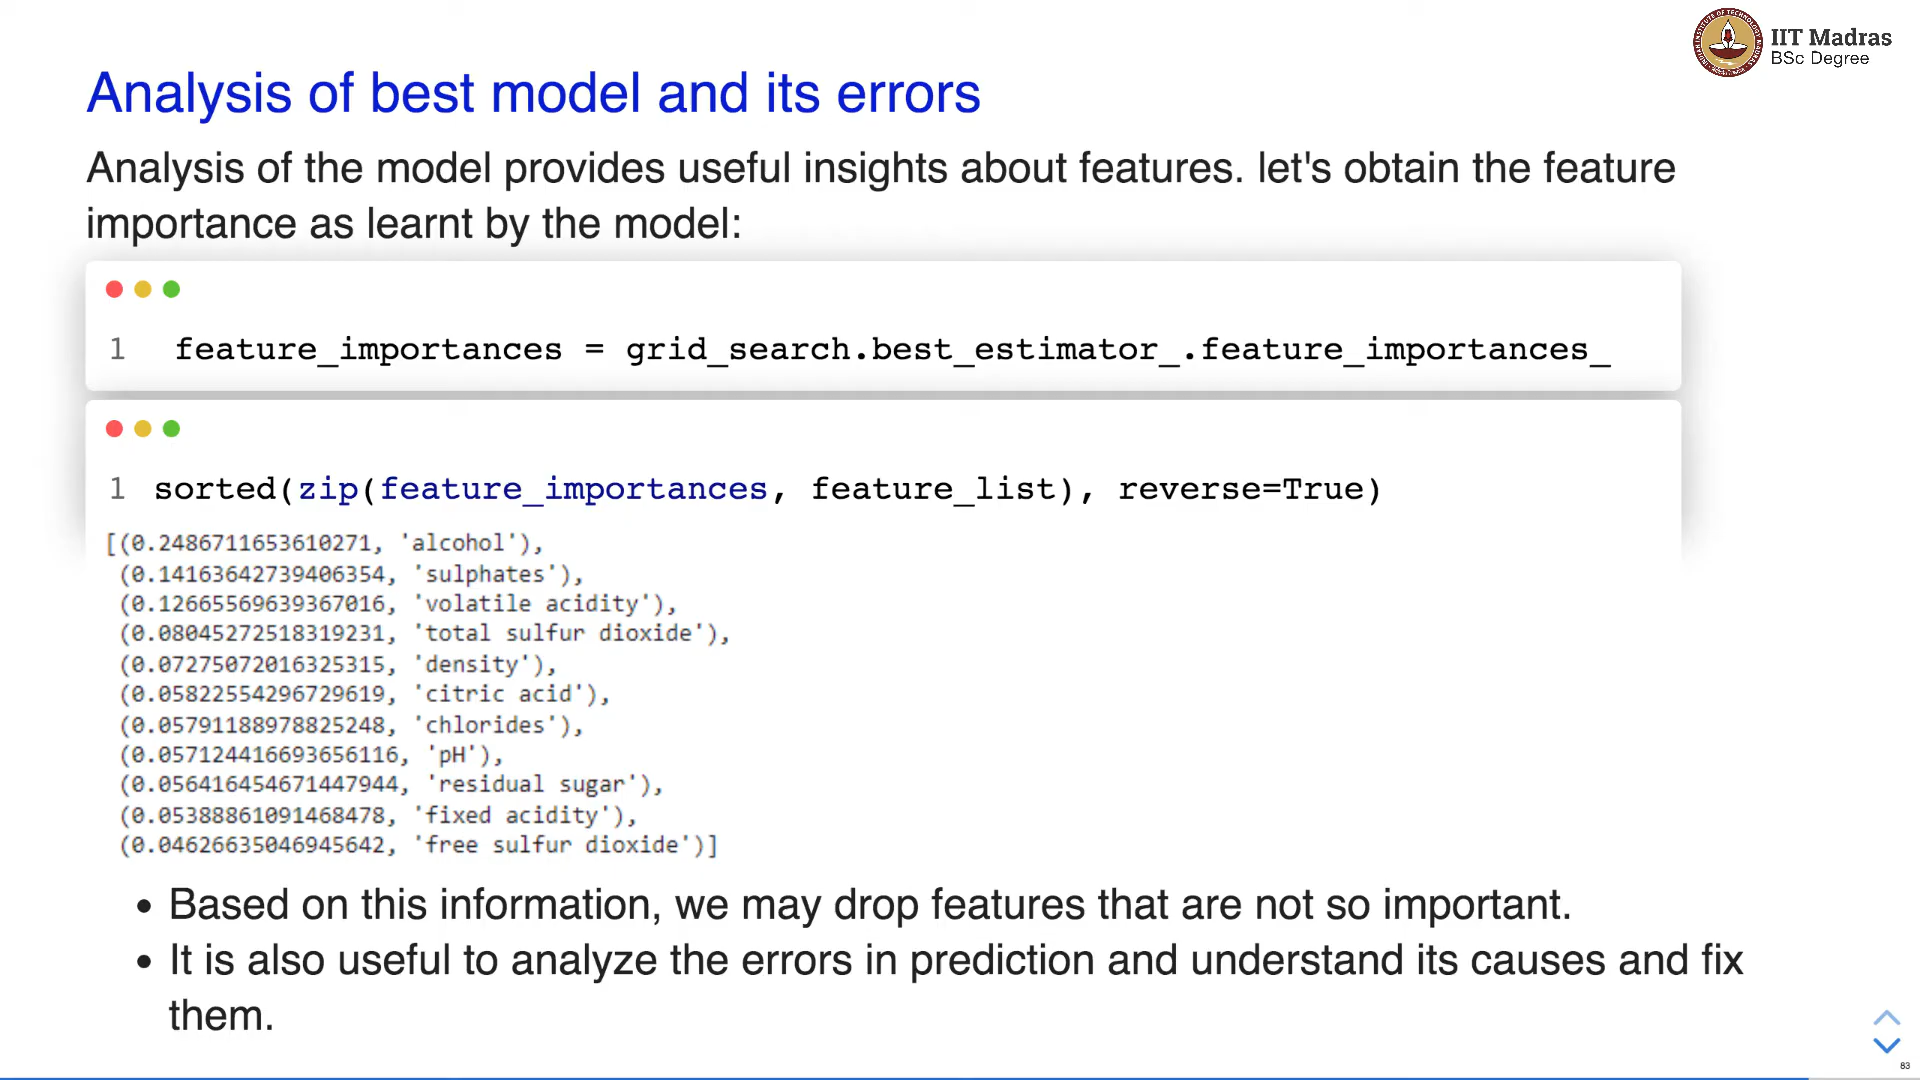 IIT Madras
BSc Degree
Analysis of best model and its errors
Analysis of the model provides useful insights about features. let's obtain the feature
importance as learnt by the model:
1 feature_importances = grid_search.best_estimator_.feature_importances_
1 sorted(zip(feature_importances, feature_list), reverse=True)
[(0.2486711653610271, 'alcohol'),
(0.14163642739406354, 'sulphates'),
(0.12665569639367016, 'volatile acidity'),
(0.08045272518319231, 'total sulfur dioxide'),
(0.07275072016325315, 'density'),
(0.05822554296729619, 'citric acid'),
(0.05791188978825248, 'chlorides'),
(0.057124416693656116, 'pH'),
(0.056416454671447944, 'residual sugar'),
(0.05388861091468478, 'fixed acidity'),
(0.04626635046945642, 'free sulfur dioxide')]
• Based on this information, we may drop features that are not so important.
• It is also useful to analyze the errors in prediction and understand its causes and fix
them.
83